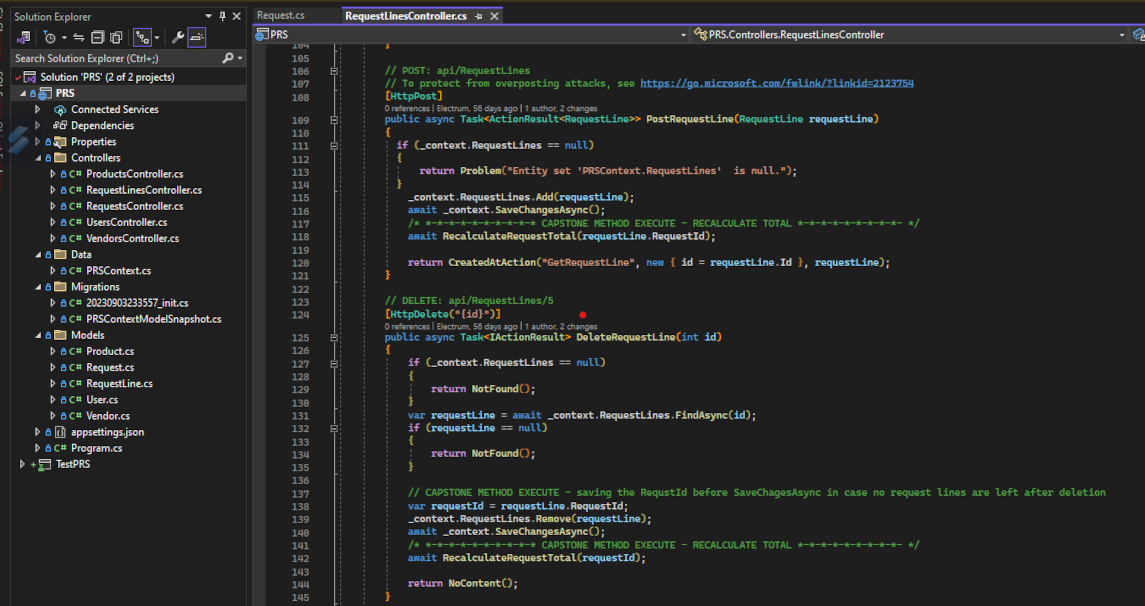 Solution Explorer
Search Solution Explorer (Ctrl+;)
Solution 'PRS' (2 of 2 projects)
PRS
Connected Services
Dependencies
Properties
Controllers
C# ProductsController.cs
C# RequestLinesController.cs
C# RequestsController.cs
C# UsersController.cs
C# VendorsController.cs
Data
C# PRSContext.cs
Migrations
C# 20230903233557_init.cs
C# PRSContextModelSnapshot.cs
Models
C# Product.cs
C# Request.cs
C# RequestLine.cs
C# User.cs
C# Vendor.cs
appsettings.json
C# Program.cs
TestPRS
Request.cs RequestLinesController.cs
PRS PRS.Controllers.RequestLinesController
104 }
105
106 // POST: api/RequestLines
107 // To protect from overposting attacks, see https://go.microsoft.com/fwlink/?linkid=2123754
108 [HttpPost]
0 references | Electrum, 56 days ago | 1 author, 2 changes
109 public async Task<ActionResult<RequestLine>> PostRequestLine(RequestLine requestLine)
110 {
111 if (_context.RequestLines == null)
112 {
113 return Problem("Entity set 'PRSContext.RequestLines'  is null.");
114 }
115 _context.RequestLines.Add(requestLine);
116 await _context.SaveChangesAsync();
117 /* *-*-*-*-*-*-*-*-*-* CAPSTONE METHOD EXECUTE - RECALCULATE TOTAL *-*-*-*-*-*-*-*-*- */
118 await RecalculateRequestTotal(requestLine.RequestId);
119
120 return CreatedAtAction("GetRequestLine", new { id = requestLine.Id }, requestLine);
121 }
122
123 // DELETE: api/RequestLines/5
124 [HttpDelete("{id}")]
0 references | Electrum, 56 days ago | 1 author, 2 changes
125 public async Task<IActionResult> DeleteRequestLine(int id)
126 {
127 if (_context.RequestLines == null)
128 {
129 return NotFound();
130 }
131 var requestLine = await _context.RequestLines.FindAsync(id);
132 if (requestLine == null)
133 {
134 return NotFound();
135 }
136
137 // CAPSTONE METHOD EXECUTE - saving the RequstId before SaveChagesAsync in case no request lines are left after deletion
138 var requestId = requestLine.RequestId;
139 _context.RequestLines.Remove(requestLine);
140 await _context.SaveChangesAsync();
141 /* *-*-*-*-*-*-*-*-*-* CAPSTONE METHOD EXECUTE - RECALCULATE TOTAL *-*-*-*-*-*-*-*-*- */
142 await RecalculateRequestTotal(requestId);
143
144 return NoContent();
145 }